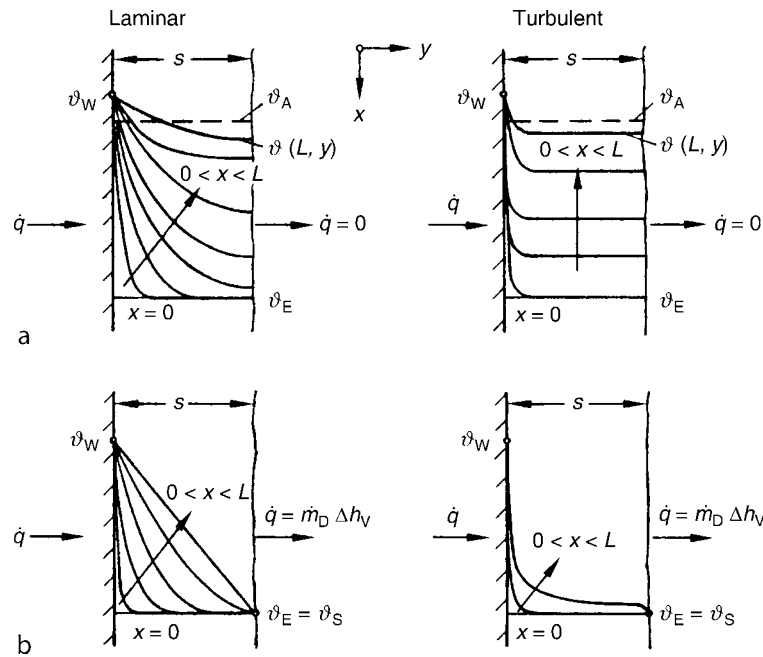 Laminar
Turbulent
s
y
x
s
ϑW
ϑA
ϑ (L, y)
0 < x < L
q̇
q̇ = 0
x = 0
ϑE
ϑW
ϑA
ϑ (L, y)
0 < x < L
q̇
q̇ = 0
x = 0
ϑE
a
s
ϑW
0 < x < L
q̇
q̇ = ṁD ΔhV
x = 0
ϑE = ϑS
s
ϑW
0 < x < L
q̇
q̇ = ṁD ΔhV
x = 0
ϑE = ϑS
b